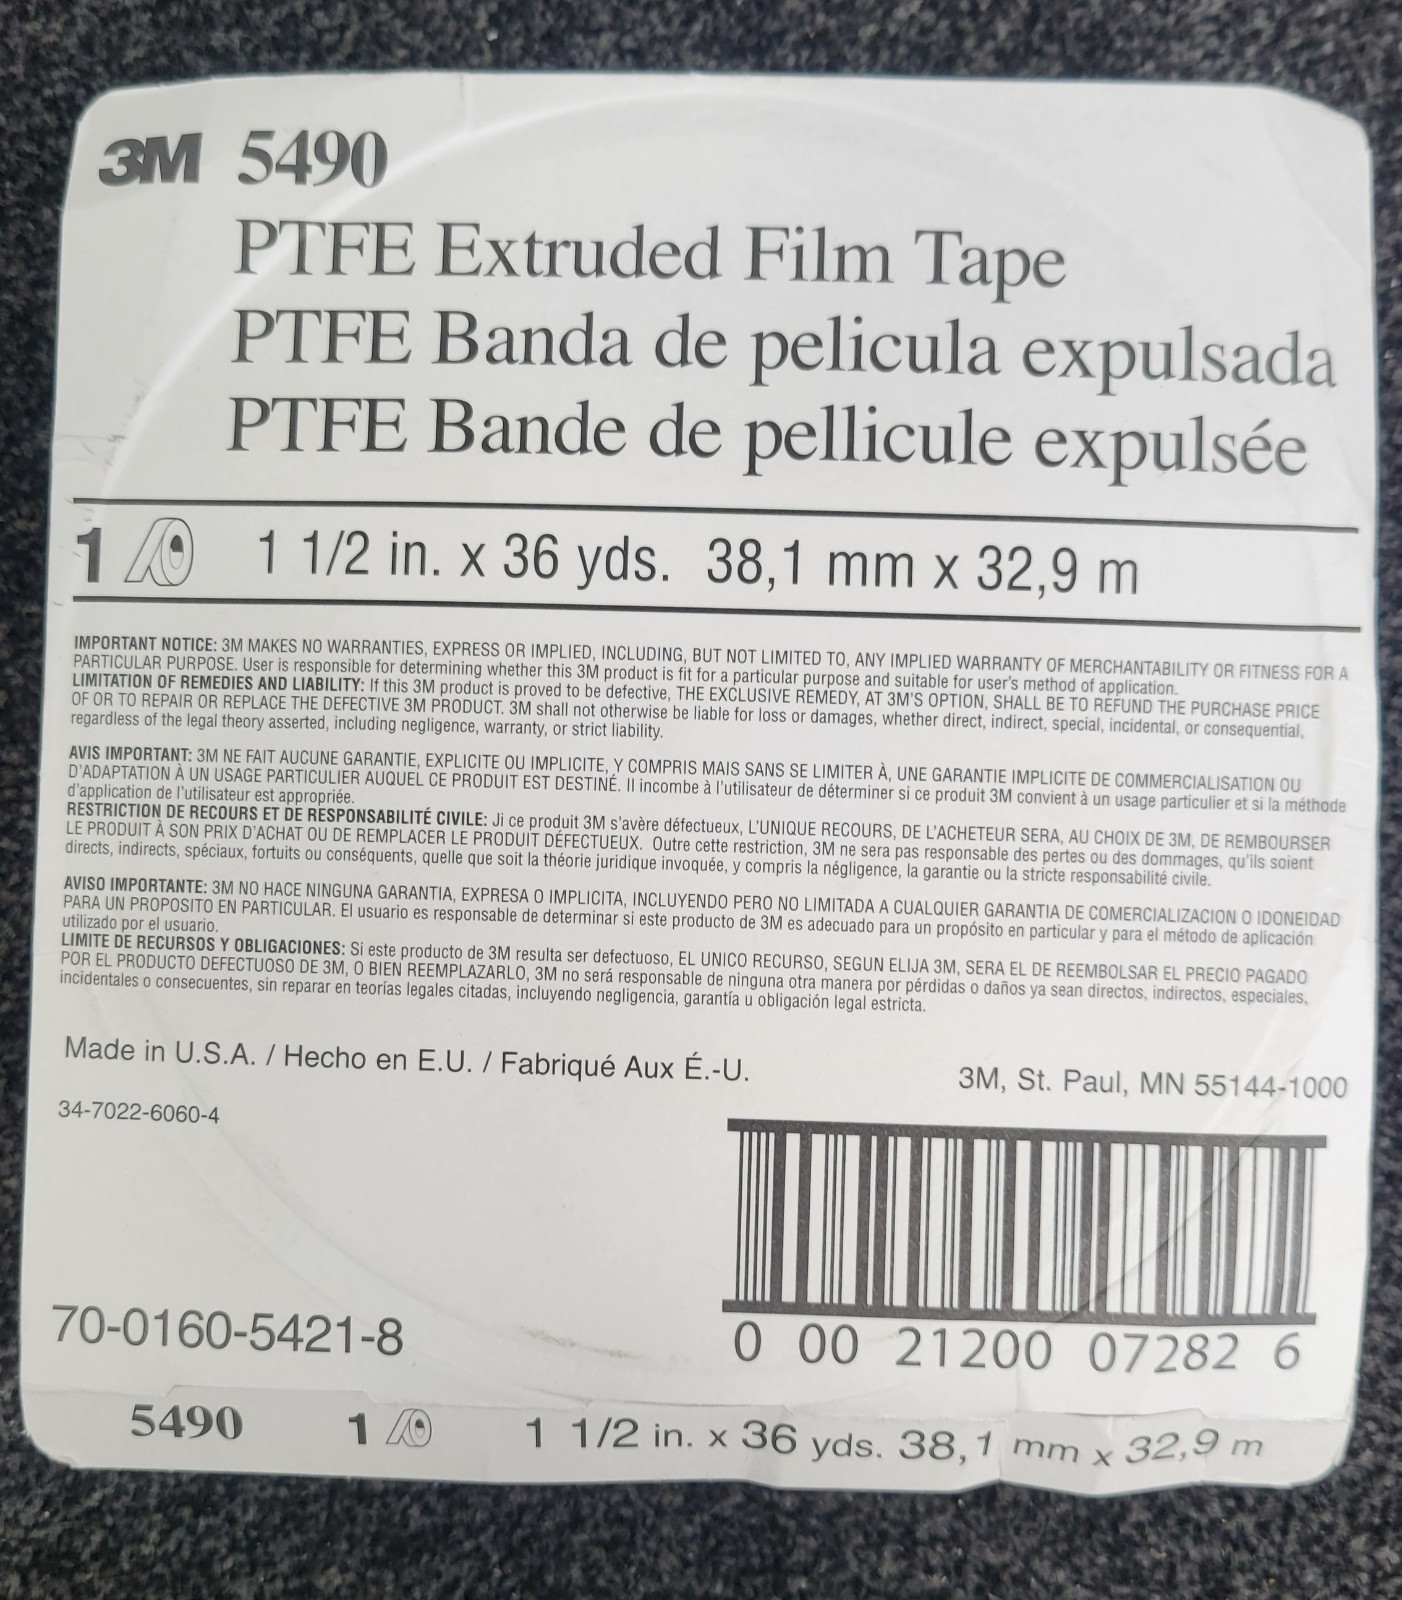 3M 5490
PTFE Extruded Film Tape
PTFE Banda de pelicula expulsada
PTFE Bande de pellicule expulsée
1 1 1/2 in. x 36 yds. 38,1 mm x 32,9 m
IMPORTANT NOTICE: 3M MAKES NO WARRANTIES, EXPRESS OR IMPLIED, INCLUDING, BUT NOT LIMITED TO, ANY IMPLIED WARRANTY OF MERCHANTABILITY OR FITNESS FOR A
PARTICULAR PURPOSE. User is responsible for determining whether this 3M product is fit for a particular purpose and suitable for user's method of application.
LIMITATION OF REMEDIES AND LIABILITY: If this 3M product is proved to be defective, THE EXCLUSIVE REMEDY, AT 3M'S OPTION, SHALL BE TO REFUND THE PURCHASE PRICE
OF OR TO REPAIR OR REPLACE THE DEFECTIVE 3M PRODUCT. 3M shall not otherwise be liable for loss or damages, whether direct, indirect, special, incidental, or consequential,
regardless of the legal theory asserted, including negligence, warranty, or strict liability.
AVIS IMPORTANT: 3M NE FAIT AUCUNE GARANTIE, EXPLICITE OU IMPLICITE, Y COMPRIS MAIS SANS SE LIMITER À, UNE GARANTIE IMPLICITE DE COMMERCIALISATION OU
D'ADAPTATION À UN USAGE PARTICULIER AUQUEL CE PRODUIT EST DESTINÉ. Il incombe à l'utilisateur de déterminer si ce produit 3M convient à un usage particulier et si la méthode
d'application de l'utilisateur est appropriée.
RESTRICTION DE RECOURS ET DE RESPONSABILITÉ CIVILE: Ji ce produit 3M s'avère défectueux, L'UNIQUE RECOURS, DE L'ACHETEUR SERA, AU CHOIX DE 3M, DE REMBOURSER
LE PRODUIT À SON PRIX D'ACHAT OU DE REMPLACER LE PRODUIT DÉFECTUEUX. Outre cette restriction, 3M ne sera pas responsable des pertes ou des dommages, qu'ils soient
directs, indirects, spéciaux, fortuits ou conséquents, quelle que soit la théorie juridique invoquée, y compris la négligence, la garantie ou la stricte responsabilité civile.
AVISO IMPORTANTE: 3M NO HACE NINGUNA GARANTIA, EXPRESA O IMPLICITA, INCLUYENDO PERO NO LIMITADA A CUALQUIER GARANTIA DE COMERCIALIZACION O IDONEIDAD
PARA UN PROPOSITO EN PARTICULAR. El usuario es responsable de determinar si este producto de 3M es adecuado para un propósito en particular y para el método de aplicación
utilizado por el usuario.
LIMITE DE RECURSOS Y OBLIGACIONES: Si este producto de 3M resulta ser defectuoso, EL UNICO RECURSO, SEGUN ELIJA 3M, SERA EL DE REEMBOLSAR EL PRECIO PAGADO
POR EL PRODUCTO DEFECTUOSO DE 3M, O BIEN REEMPLAZARLO, 3M no será responsable de ninguna otra manera por pérdidas o daños ya sean directos, indirectos, especiales,
incidentales o consecuentes, sin reparar en teorías legales citadas, incluyendo negligencia, garantía u obligación legal estricta.
Made in U.S.A. / Hecho en E.U. / Fabriqué Aux É.-U.
3M, St. Paul, MN 55144-1000
34-7022-6060-4
70-0160-5421-8
0 00 21200 07282 6
5490 1 1 1/2 in. x 36 yds. 38,1 mm x 32,9 m